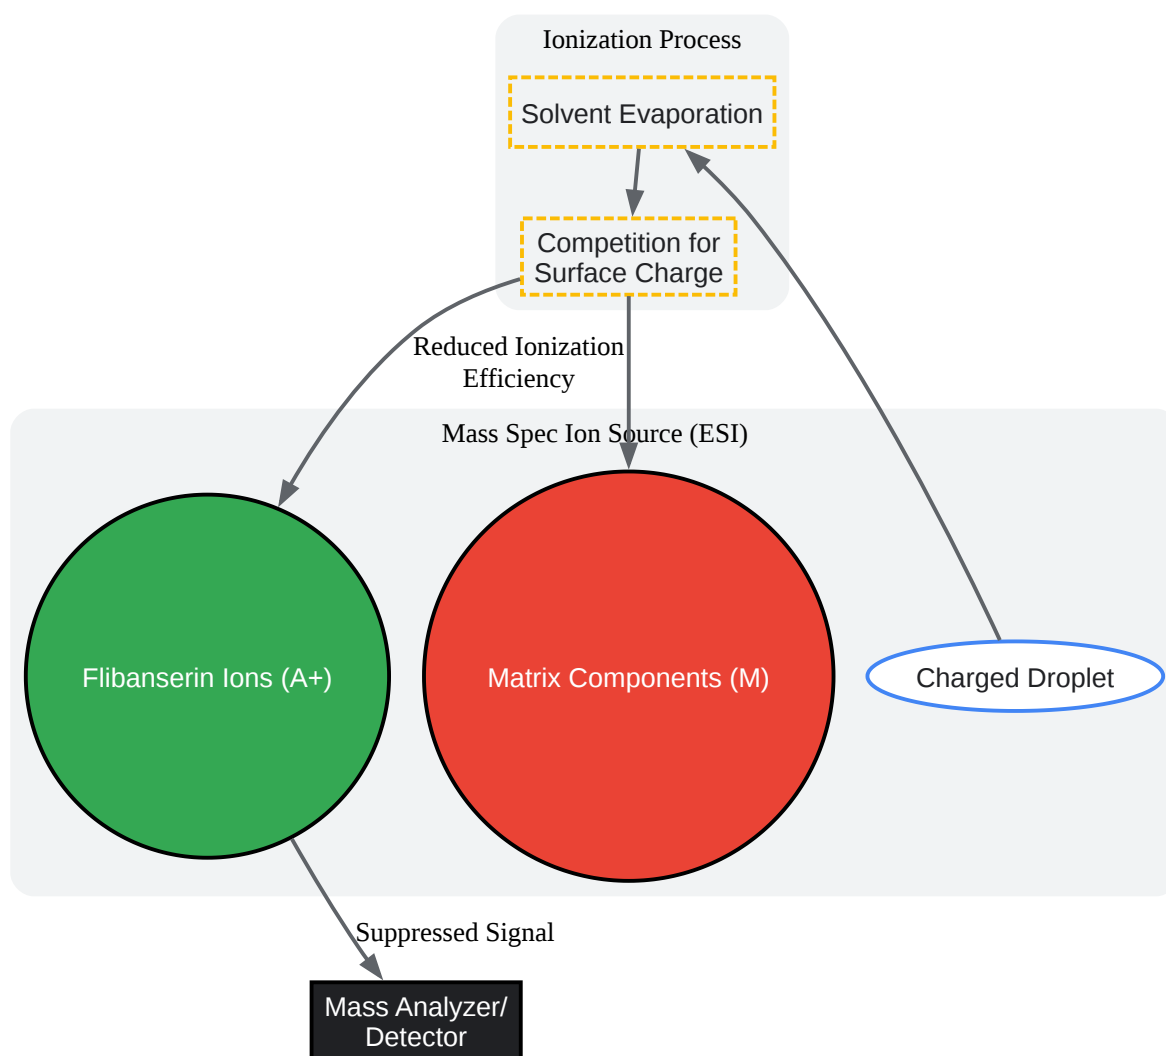 Ionization Process
Solvent Evaporation
Competition for
Surface Charge
Reduced Ionization
Efficiency
Mass Spec Ion Source (ESI)
Flibanserin Ions (A+)
Matrix Components (M)
Charged Droplet
Suppressed Signal
Mass Analyzer/
Detector